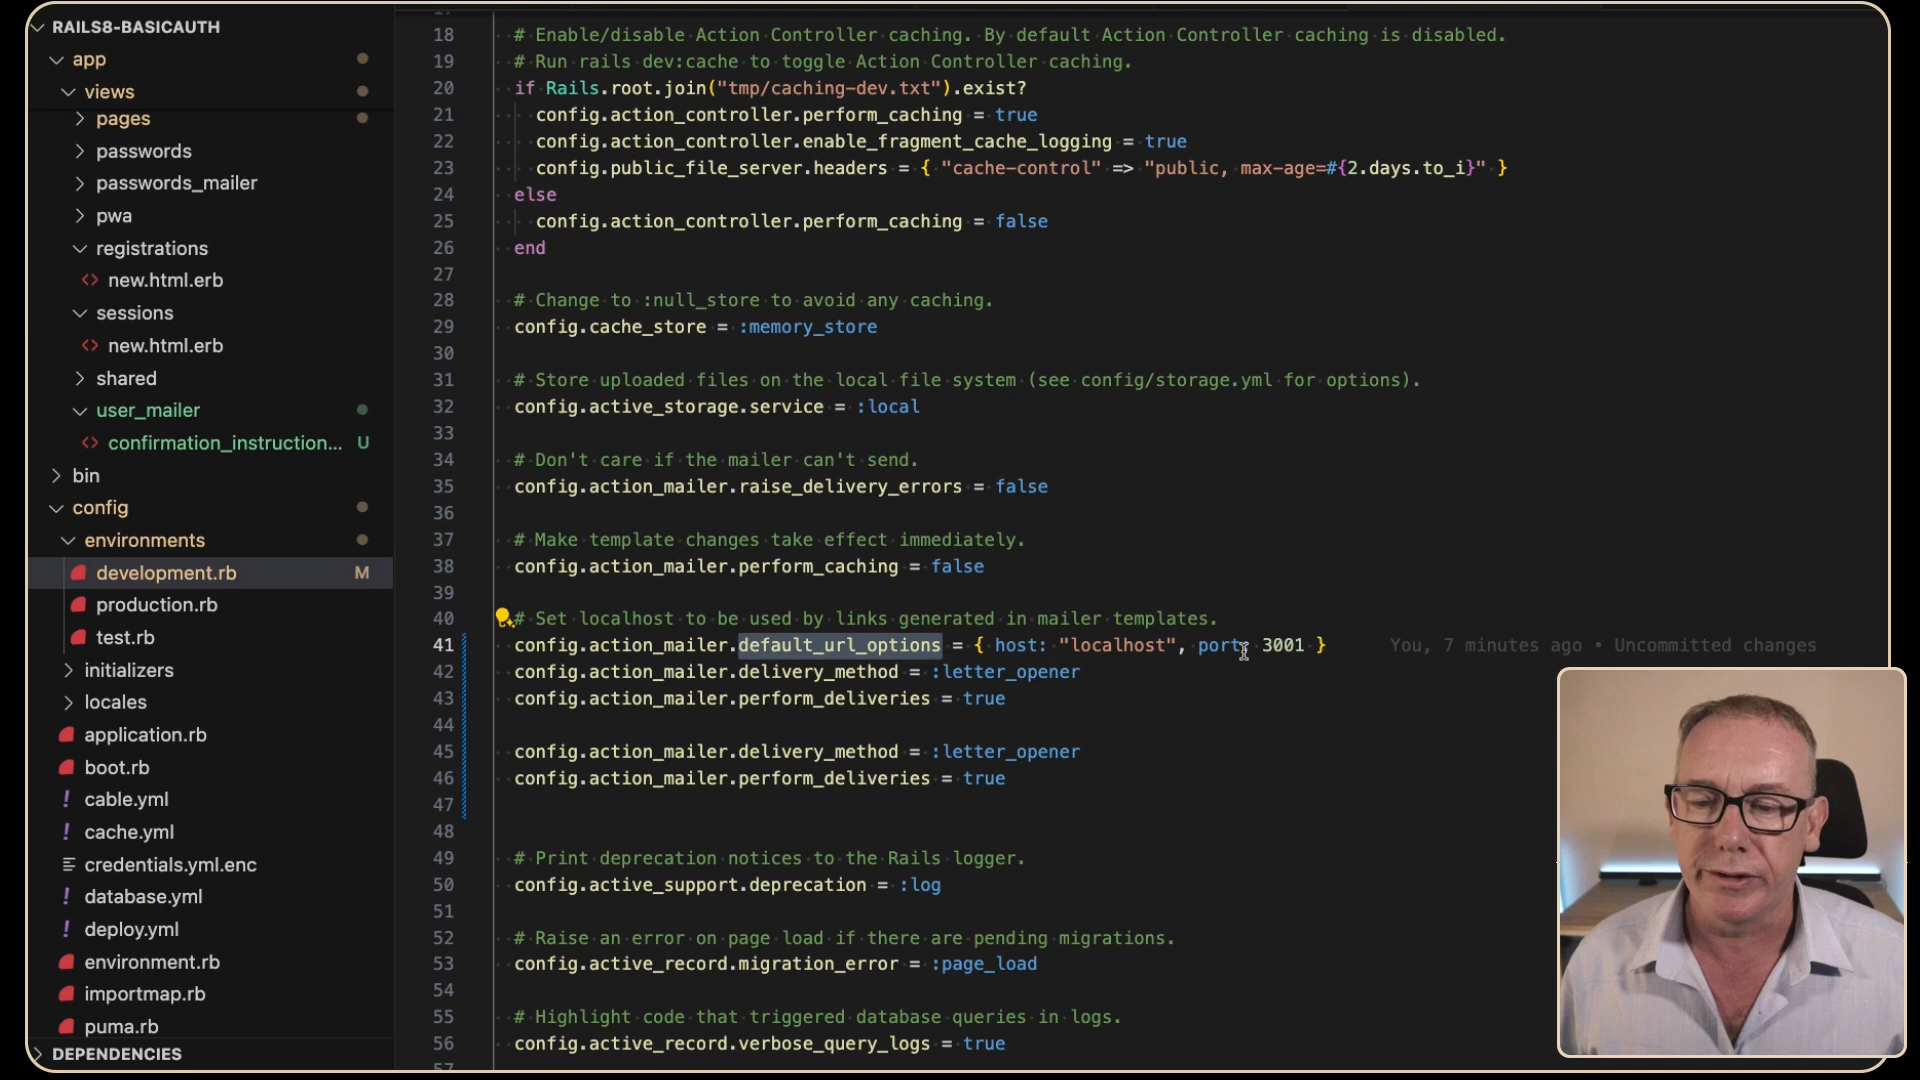 RAILS8-BASICAUTH
app
views
pages
passwords
passwords_mailer
pwa
registrations
new.html.erb
sessions
new.html.erb
shared
user_mailer
confirmation_instruction... U
bin
config
environments
development.rb M
production.rb
test.rb
initializers
locales
application.rb
boot.rb
cable.yml
cache.yml
credentials.yml.enc
database.yml
deploy.yml
environment.rb
importmap.rb
puma.rb
DEPENDENCIES
18 # Enable/disable Action Controller caching. By default Action Controller caching is disabled.
19 # Run rails dev:cache to toggle Action Controller caching.
20 if Rails.root.join("tmp/caching-dev.txt").exist?
21 config.action_controller.perform_caching = true
22 config.action_controller.enable_fragment_cache_logging = true
23 config.public_file_server.headers = { "cache-control" => "public, max-age=#{2.days.to_i}" }
24 else
25 config.action_controller.perform_caching = false
26 end
27
28 # Change to :null_store to avoid any caching.
29 config.cache_store = :memory_store
30
31 # Store uploaded files on the local file system (see config/storage.yml for options).
32 config.active_storage.service = :local
33
34 # Don't care if the mailer can't send.
35 config.action_mailer.raise_delivery_errors = false
36
37 # Make template changes take effect immediately.
38 config.action_mailer.perform_caching = false
39
40 # Set localhost to be used by links generated in mailer templates.
41 config.action_mailer.default_url_options = { host: "localhost", port: 3001 } You, 7 minutes ago • Uncommitted changes
42 config.action_mailer.delivery_method = :letter_opener
43 config.action_mailer.perform_deliveries = true
44
45 config.action_mailer.delivery_method = :letter_opener
46 config.action_mailer.perform_deliveries = true
47
48
49 # Print deprecation notices to the Rails logger.
50 config.active_support.deprecation = :log
51
52 # Raise an error on page load if there are pending migrations.
53 config.active_record.migration_error = :page_load
54
55 # Highlight code that triggered database queries in logs.
56 config.active_record.verbose_query_logs = true